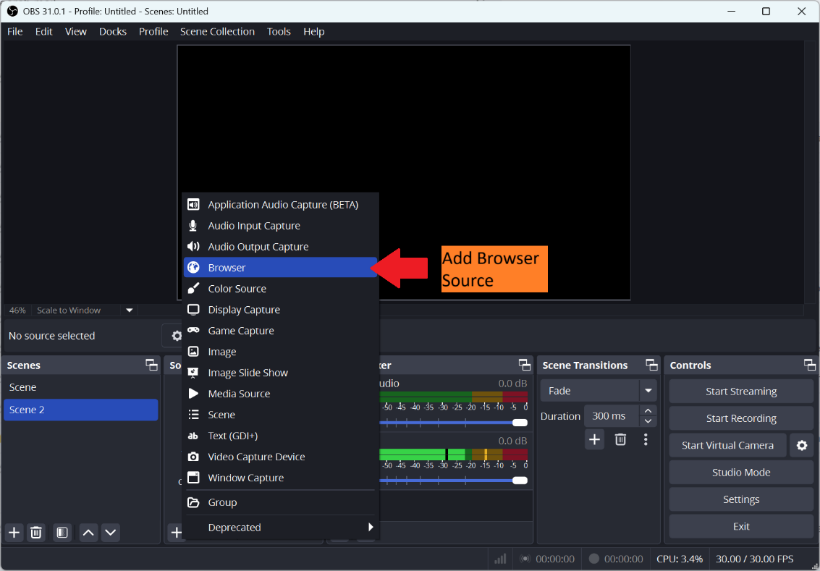 OBS 31.0.1 - Profile: Untitled - Scenes: Untitled
File Edit View Docks Profile Scene Collection Tools Help
Application Audio Capture (BETA)
Audio Input Capture
Audio Output Capture
Browser
Color Source
Display Capture
Game Capture
Image
Image Slide Show
Media Source
Scene
Text (GDI+)
Video Capture Device
Window Capture
Group
Deprecated
Add Browser
Source
46% Scale to Window
No source selected
Scenes
Scene
Scene 2
So
ker
udio 0.0 dB
-50 -45 -40 -35 -30 -25 -20 -15 -10 -5 0
0.0 dB
-50 -45 -40 -35 -30 -25 -20 -15 -10 -5 0
Scene Transitions
Fade
Duration 300 ms
Controls
Start Streaming
Start Recording
Start Virtual Camera
Studio Mode
Settings
Exit
00:00:00 00:00:00 CPU: 3.4% 30.00 / 30.00 FPS